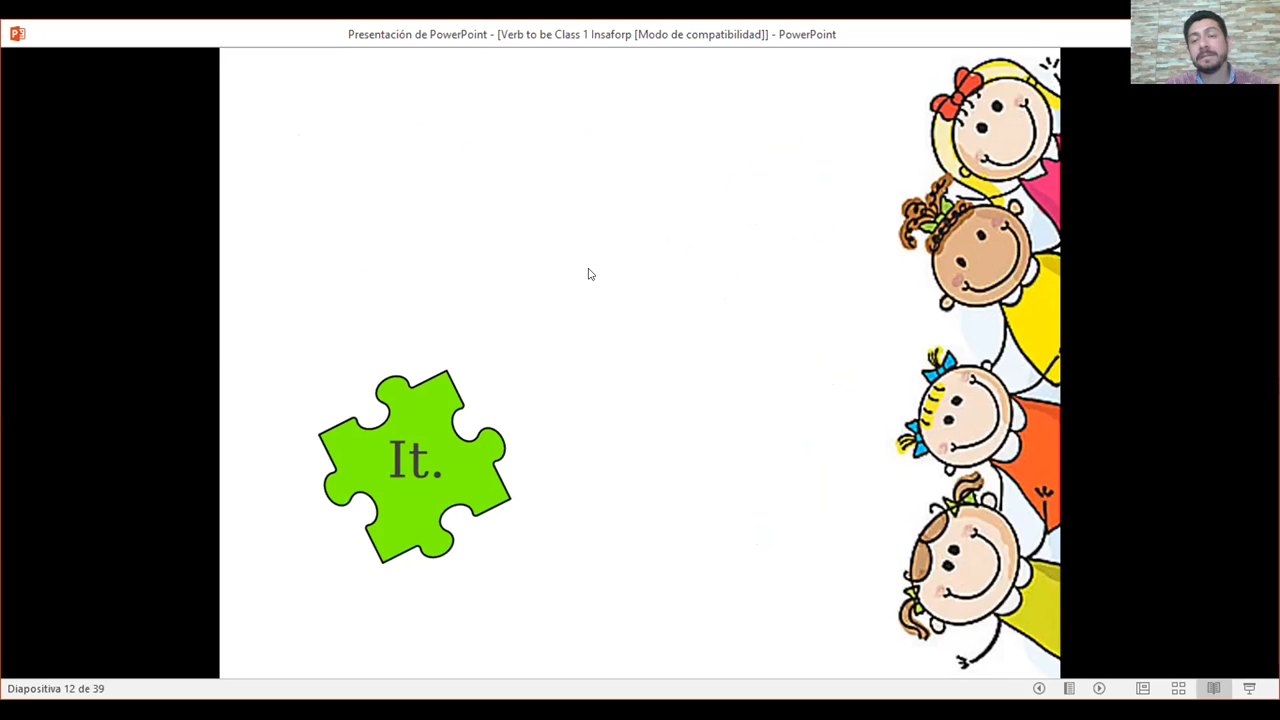 Presentación de PowerPoint - [Verb to be Class 1 Insaforp [Modo de compatibilidad]] - PowerPoint
It.
Diapositiva 12 de 39